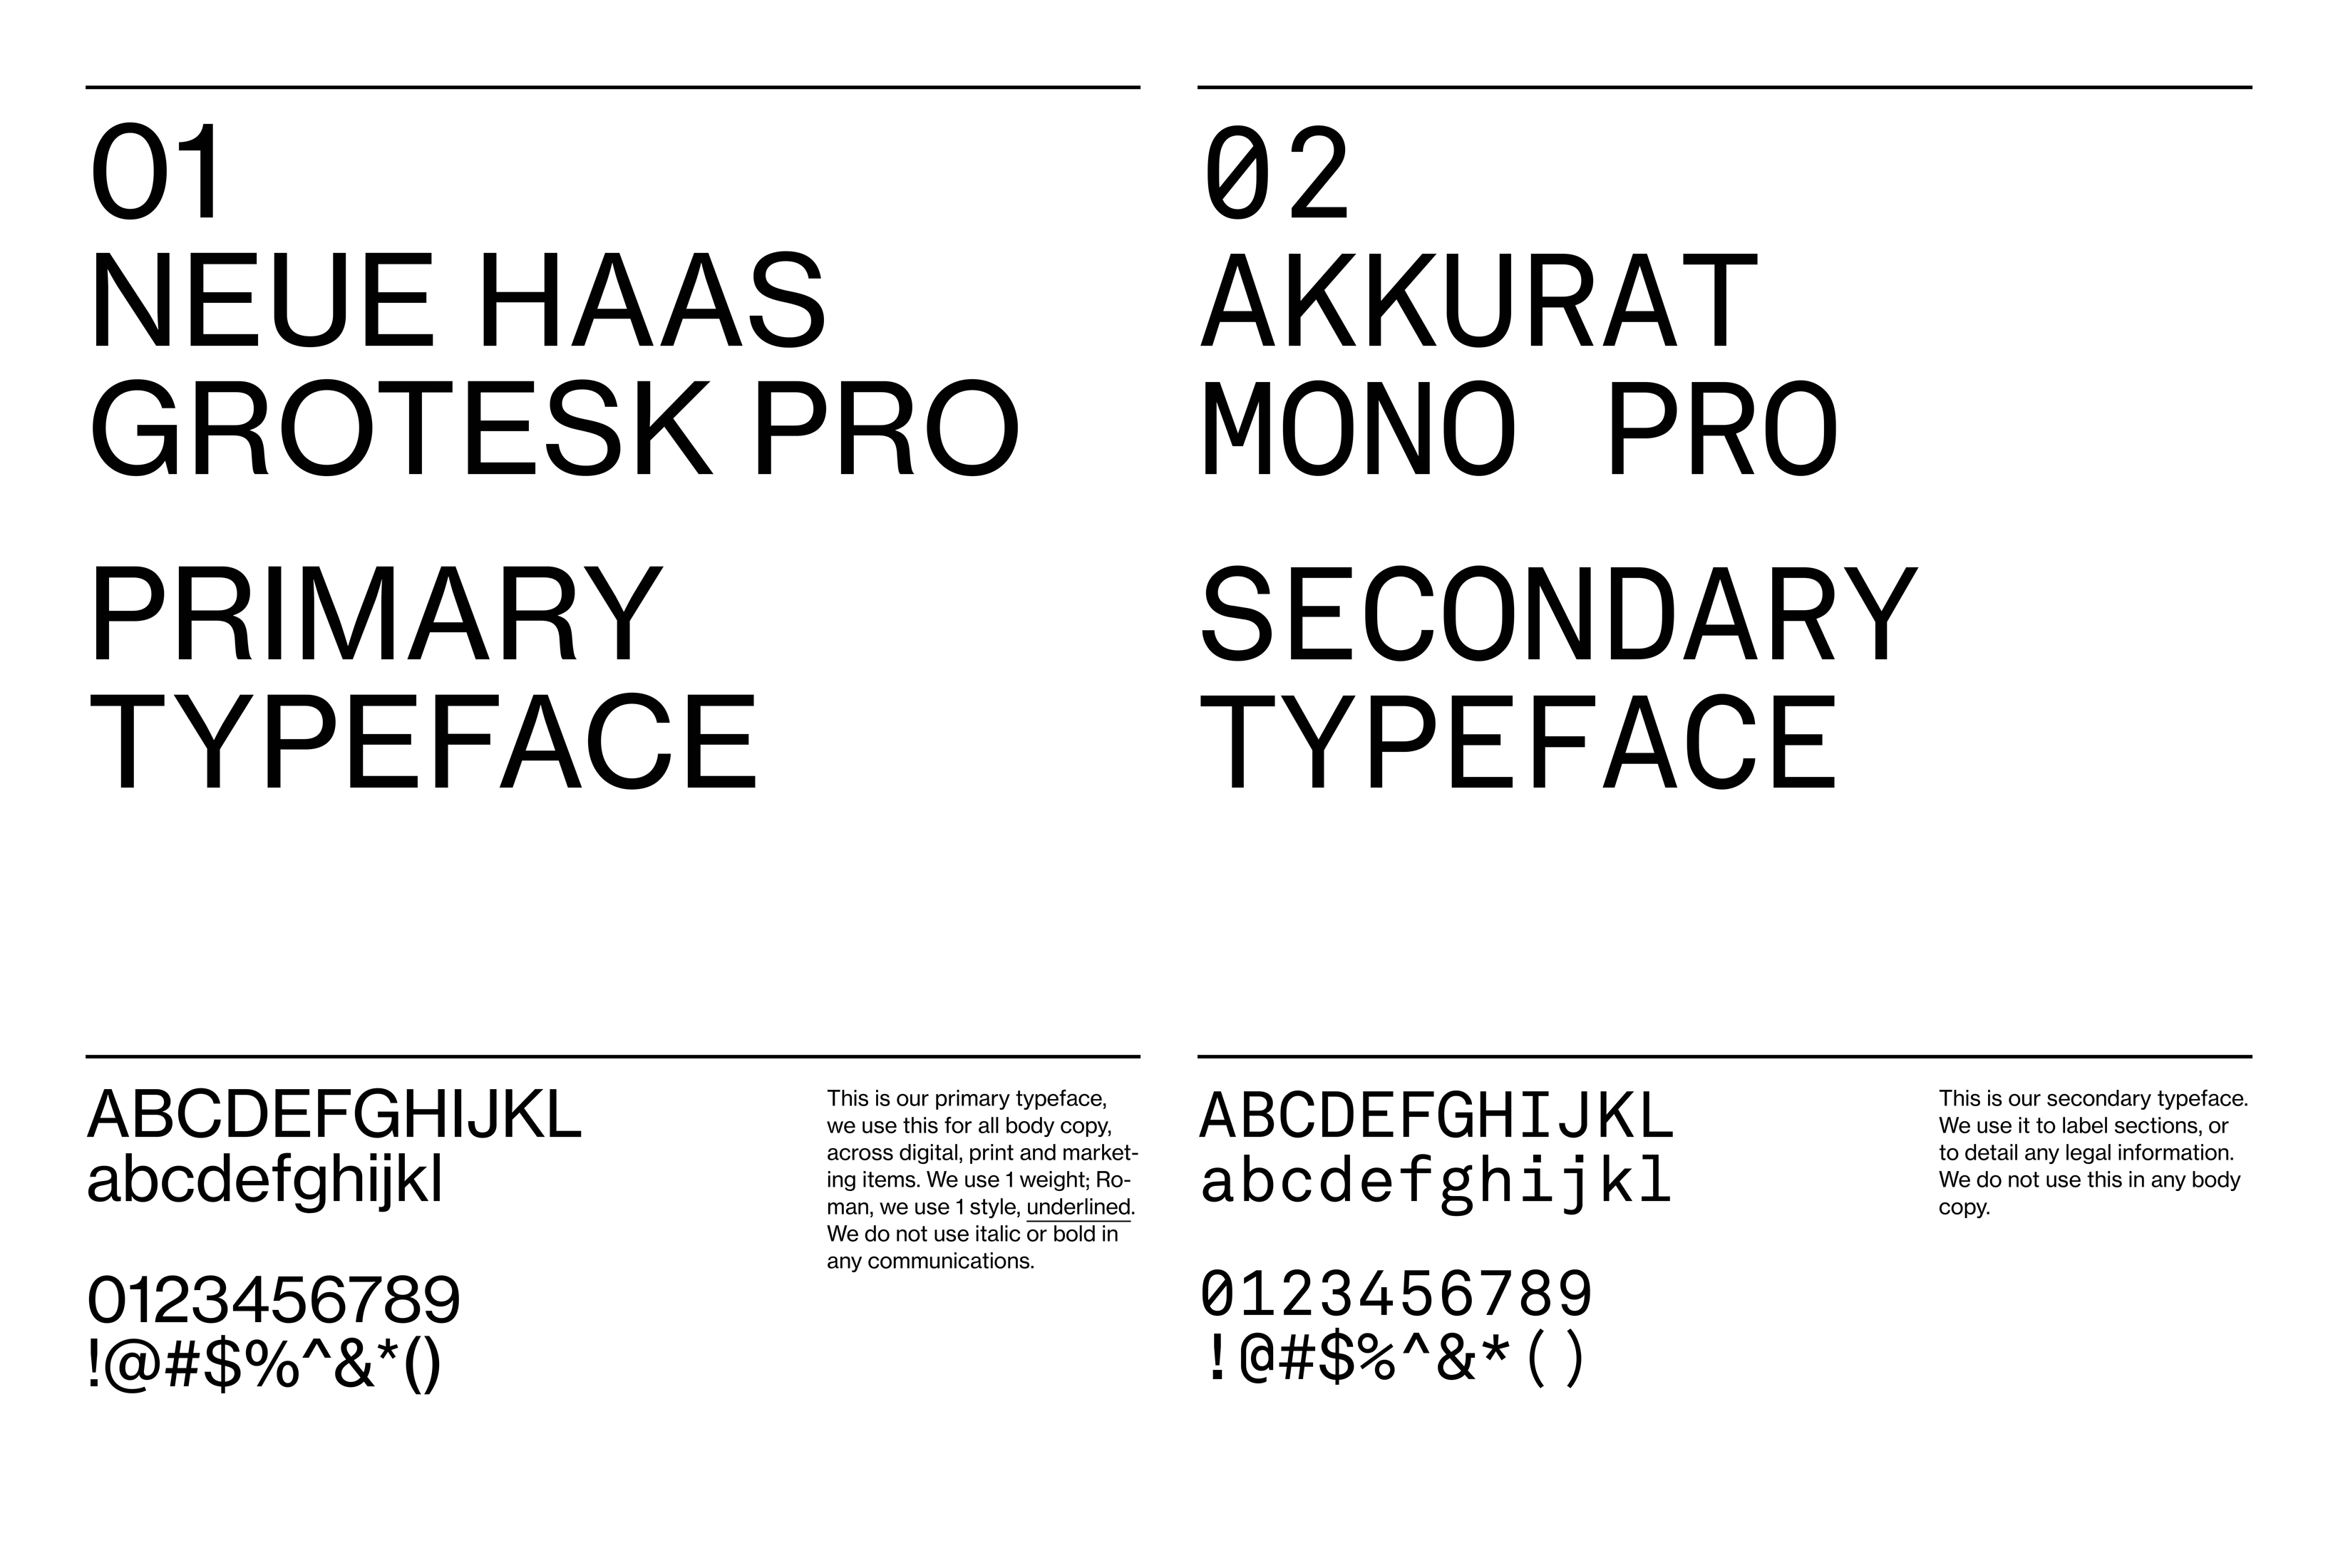 01
NEUE HAAS
GROTESK PRO
PRIMARY
TYPEFACE
ABCDEFGHIJKL
abcdefghijkl
0123456789
!@#$%^&*()
This is our primary typeface,
we use this for all body copy,
across digital, print and market-
ing items. We use 1 weight; Ro-
man, we use 1 style, underlined.
We do not use italic or bold in
any communications.
02
AKKURAT
MONO PRO
SECONDARY
TYPEFACE
ABCDEFGHIJKL
abcdefghijkl
0123456789
!@#$%^&*()
This is our secondary typeface.
We use it to label sections, or
to detail any legal information.
We do not use this in any body
copy.